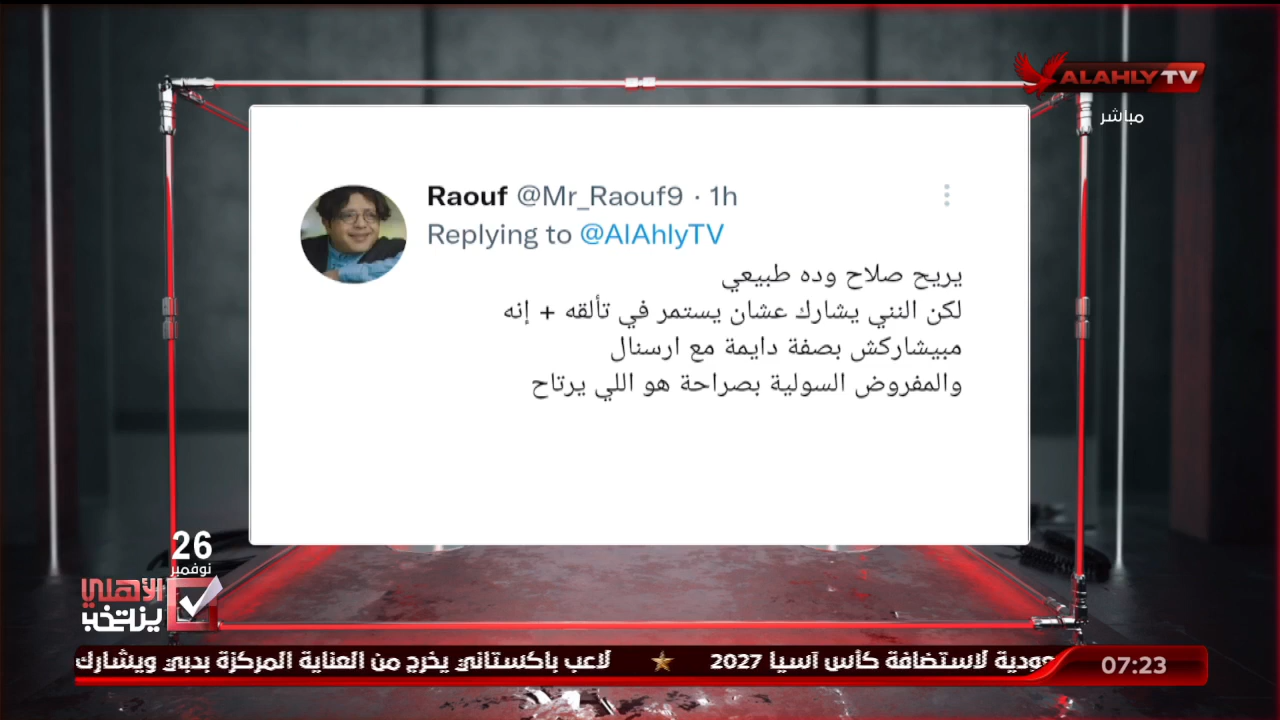 ALAHLY TV
مباشر
Raouf @Mr_Raouf9 · 1h
Replying to @AlAhlyTV
يريح صلاح وده طبيعي
لكن النني يشارك عشان يستمر في تألقه + إنه
مبيشاركش بصفة دايمة مع ارسنال
والمفروض السولية بصراحة هو اللي يرتاح
26
نوفمبر
الأهلي
ينتخب
لاستضافة كأس آسيا 2027 ★ لاعب باكستاني يخرج من العناية المركزة بدبي ويشارك
07:23